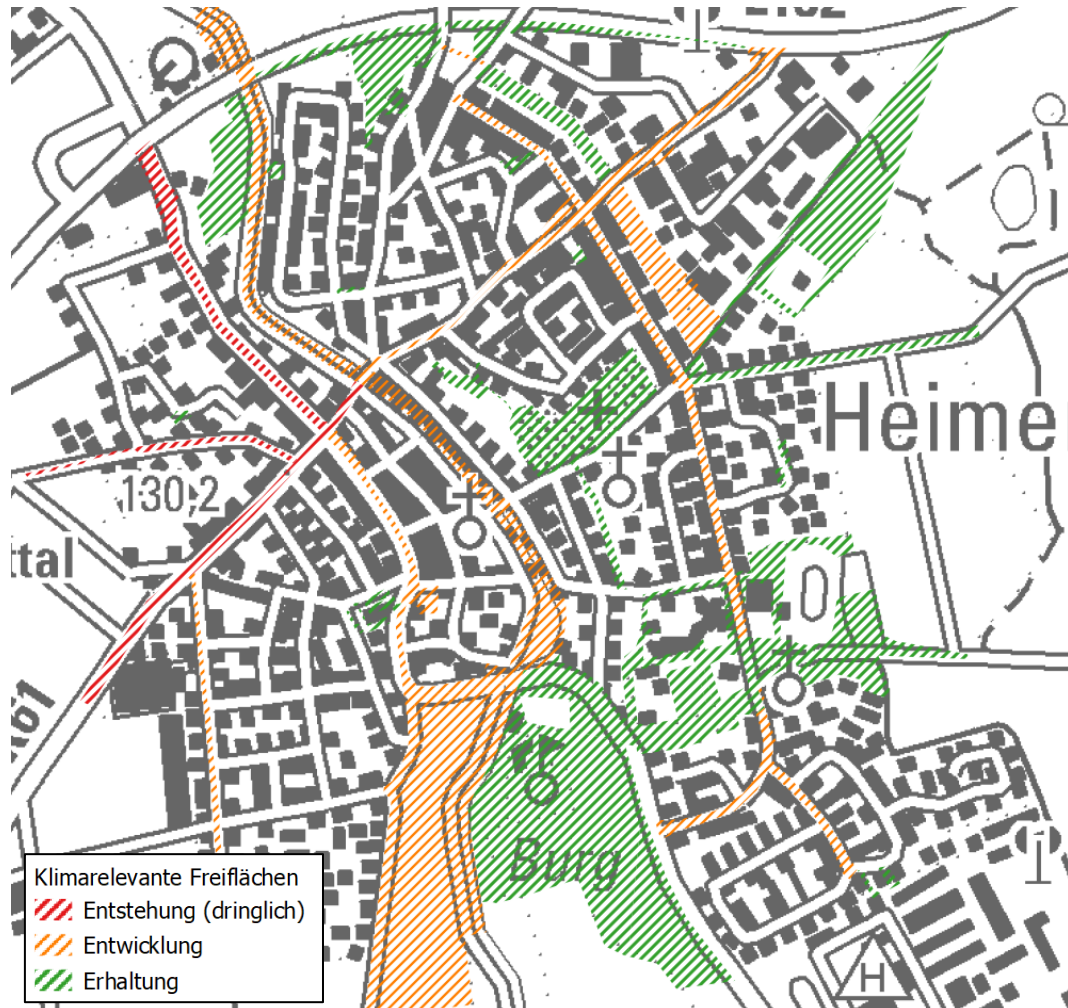 Heimer
130,2
ttal
Burg
H
Klimarelevante Freiflächen
Entstehung (dringlich)
Entwicklung
Erhaltung